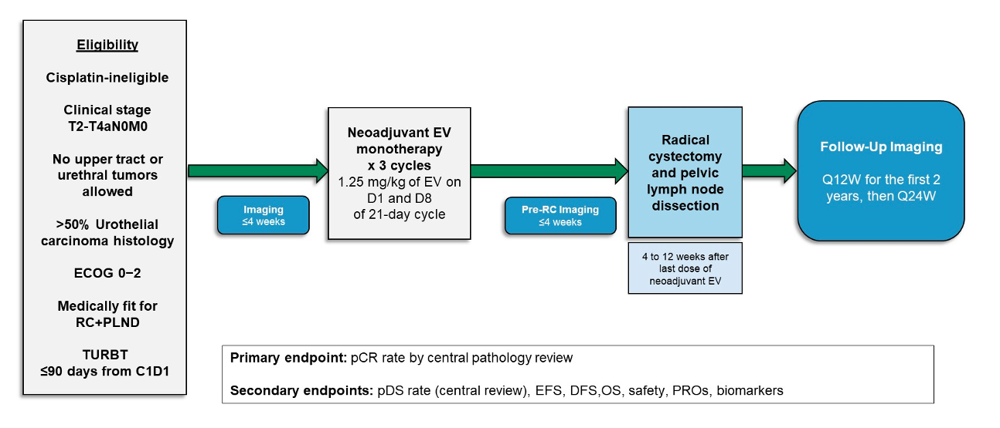 Eligibility
Cisplatin-ineligible
Clinical stage
T2-T4aN0M0
No upper tract or
urethral tumors
allowed
>50% Urothelial
carcinoma histology
ECOG 0−2
Medically fit for
RC+PLND
TURBT
≤90 days from C1D1
Imaging
≤4 weeks
Neoadjuvant EV
monotherapy
x 3 cycles
1.25 mg/kg of EV on
D1 and D8
of 21-day cycle
Pre-RC Imaging
≤4 weeks
Radical
cystectomy
and pelvic
lymph node
dissection
4 to 12 weeks after
last dose of
neoadjuvant EV
Follow-Up Imaging
Q12W for the first 2
years, then Q24W
Primary endpoint: pCR rate by central pathology review
Secondary endpoints: pDS rate (central review), EFS, DFS,OS, safety, PROs, biomarkers